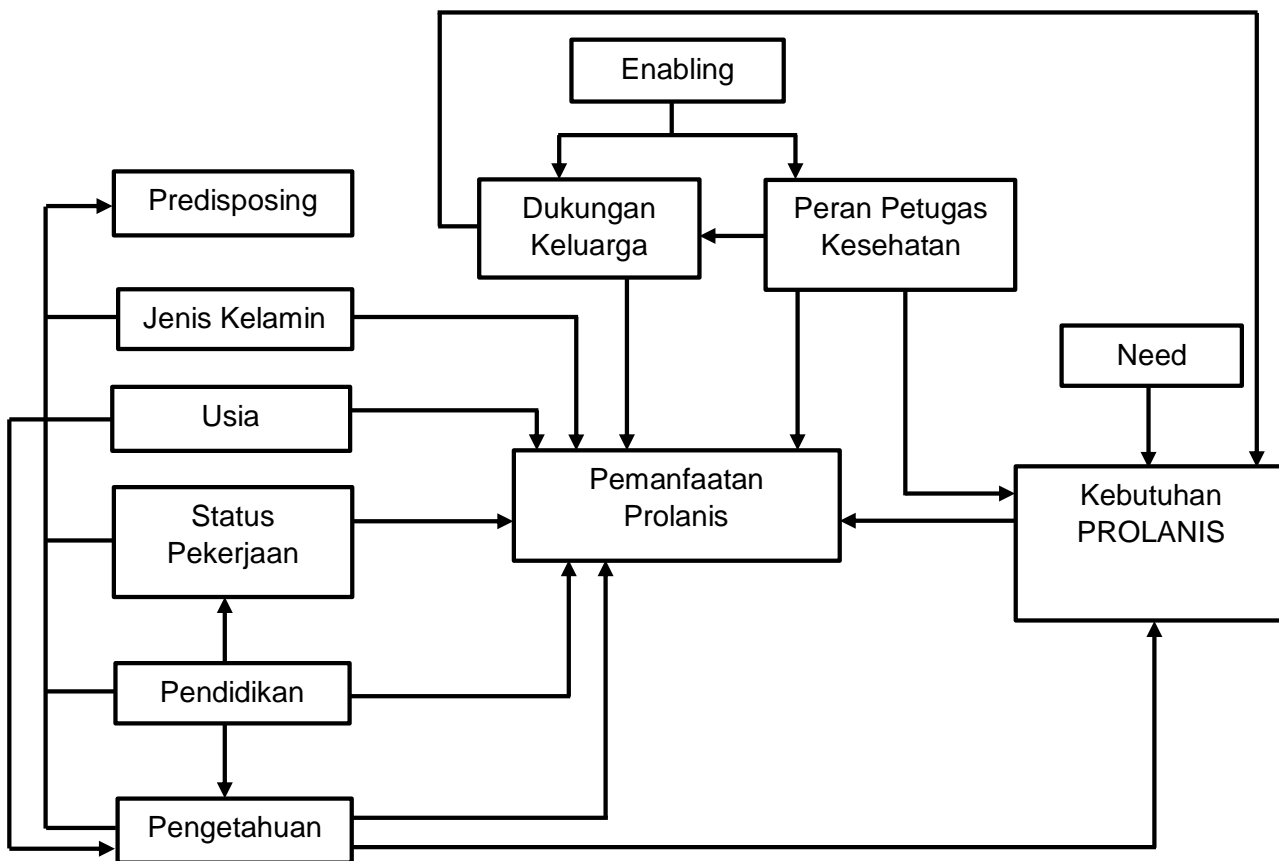 Enabling
Predisposing
Dukungan
Keluarga
Peran Petugas
Kesehatan
Jenis Kelamin
Need
Usia
Pemanfaatan
Prolanis
Status
Pekerjaan
Kebutuhan
PROLANIS
Pendidikan
Pengetahuan